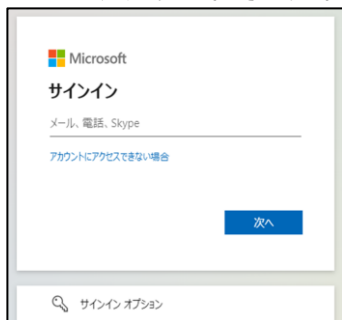 Microsoft
サインイン
メール、電話、Skype
アカウントにアクセスできない場合
次へ
サインイン オプション